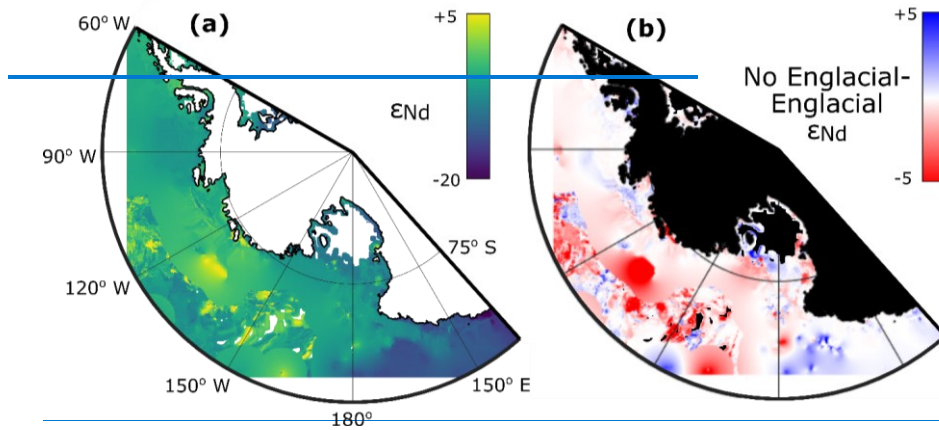 60° W
(a)
+5
εNd
-20
90° W
75° S
120° W
150° W
150° E
180°
(b)
+5
No Englacial-
Englacial
εNd
-5